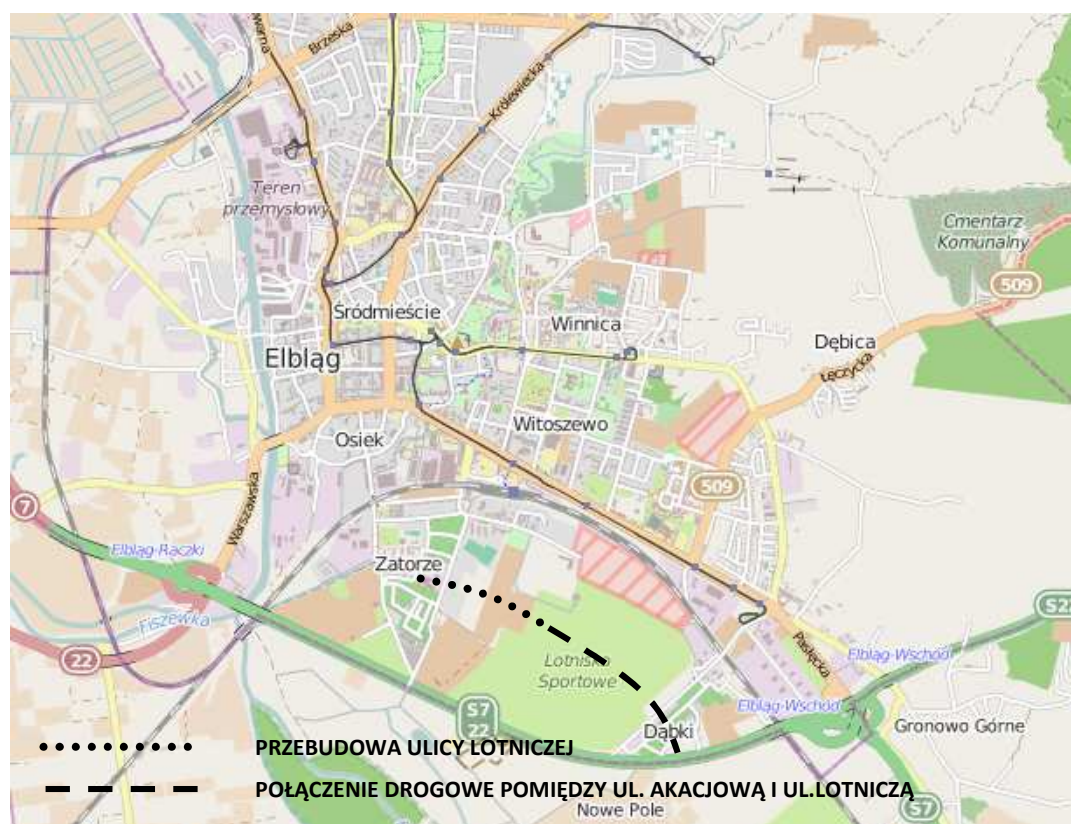 owarna
Brzeska
Królewiecka
Teren
przemysłowy
Cmentarz
Komunalny
509
Śródmieście
Winnica
Dębica
Elbląg
Łęczycka
Witoszewo
Osiek
509
Warszawska
7
Elbląg-Raczki
Zatorze
Fiszewka
S22
22
Lotnisko
Sportowe
Pasłęcka
Elbląg-Wschód
S7
22
Elbląg-Wschód
Dąbki
Gronowo Górne
PRZEBUDOWA ULICY LOTNICZEJ
POŁĄCZENIE DROGOWE POMIĘDZY UL. AKACJOWĄ I UL.LOTNICZĄ
S7
Nowe Pole